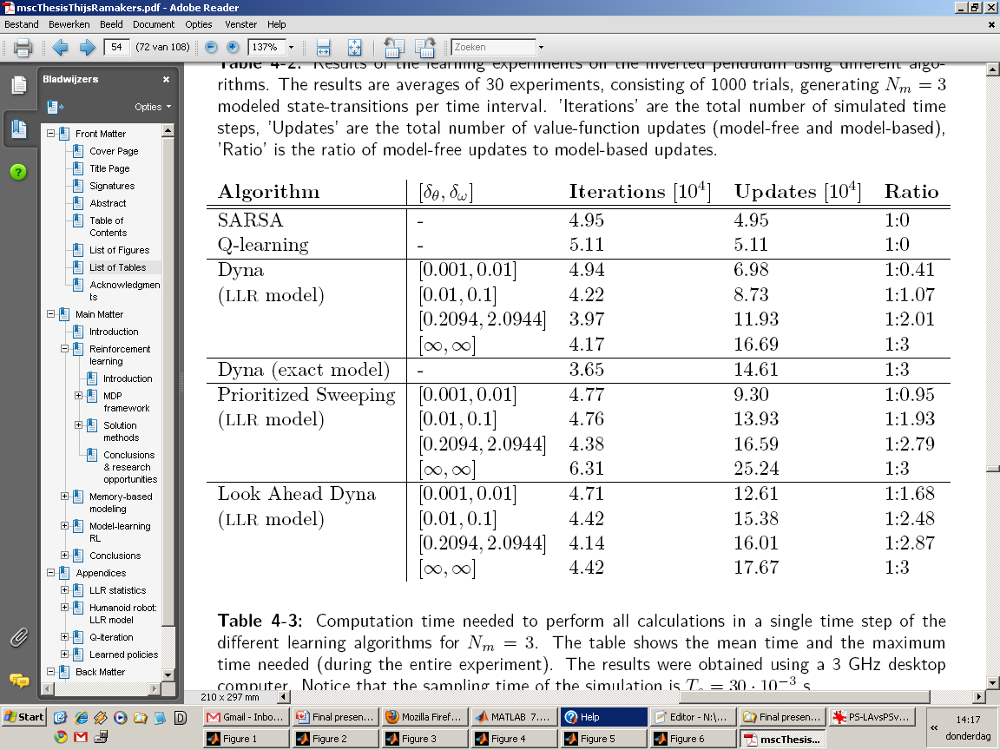 mscThesisThijsRamakers.pdf - Adobe Reader
Bestand Bewerken Beeld Document Opties Venster Help
54 (72 van 108) 137% Zoeken
Bladwijzers
Opties
Front Matter
Cover Page
Title Page
Signatures
Abstract
Table of
Contents
List of Figures
List of Tables
Acknowledgmen
ts
Main Matter
Introduction
Reinforcement
learning
Introduction
MDP
framework
Solution
methods
Conclusions
& research
opportunities
Memory-based
modeling
Model-learning
RL
Conclusions
Appendices
LLR statistics
Humanoid robot:
LLR model
Q-iteration
Learned policies
Back Matter
Table 4-2: Results of the learning experiments on the inverted pendulum using different algo-
rithms. The results are averages of 30 experiments, consisting of 1000 trials, generating N_m = 3
modeled state-transitions per time interval. 'Iterations' are the total number of simulated time
steps, 'Updates' are the total number of value-function updates (model-free and model-based),
'Ratio' is the ratio of model-free updates to model-based updates.
Algorithm [δ_θ, δ_ω] Iterations [10^4] Updates [10^4] Ratio
SARSA - 4.95 4.95 1:0
Q-learning - 5.11 5.11 1:0
Dyna [0.001, 0.01] 4.94 6.98 1:0.41
(LLR model) [0.01, 0.1] 4.22 8.73 1:1.07
[0.2094, 2.0944] 3.97 11.93 1:2.01
[∞, ∞] 4.17 16.69 1:3
Dyna (exact model) - 3.65 14.61 1:3
Prioritized Sweeping [0.001, 0.01] 4.77 9.30 1:0.95
(LLR model) [0.01, 0.1] 4.76 13.93 1:1.93
[0.2094, 2.0944] 4.38 16.59 1:2.79
[∞, ∞] 6.31 25.24 1:3
Look Ahead Dyna [0.001, 0.01] 4.71 12.61 1:1.68
(LLR model) [0.01, 0.1] 4.42 15.38 1:2.48
[0.2094, 2.0944] 4.14 16.01 1:2.87
[∞, ∞] 4.42 17.67 1:3
Table 4-3: Computation time needed to perform all calculations in a single time step of the
different learning algorithms for N_m = 3. The table shows the mean time and the maximum
time needed (during the entire experiment). The results were obtained using a 3 GHz desktop
computer. Notice that the sampling time of the simulation is T_s = 30 · 10^−3 s
210 x 297 mm
Start Gmail - Inbo... Final presen... Mozilla Firef... MATLAB 7.... Help Editor - N:\... Final presen... PS-LAvsPSv... « 14:17
Figure 1 Figure 2 Figure 3 Figure 4 Figure 5 Figure 6 mscThesis... donderdag